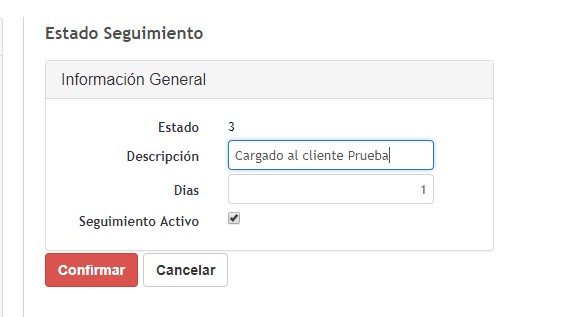 Estado Seguimiento
Información General
Estado 3
Descripción Cargado al cliente Prueba
Dias 1
Seguimiento Activo
Confirmar Cancelar